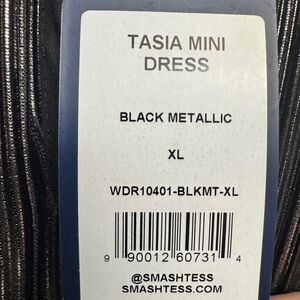 TASIA MINI
DRESS
BLACK METALLIC
XL
WDR10401-BLKMT-XL
9 90012 60731 4
@SMASHTESS
SMASHTESS.COM